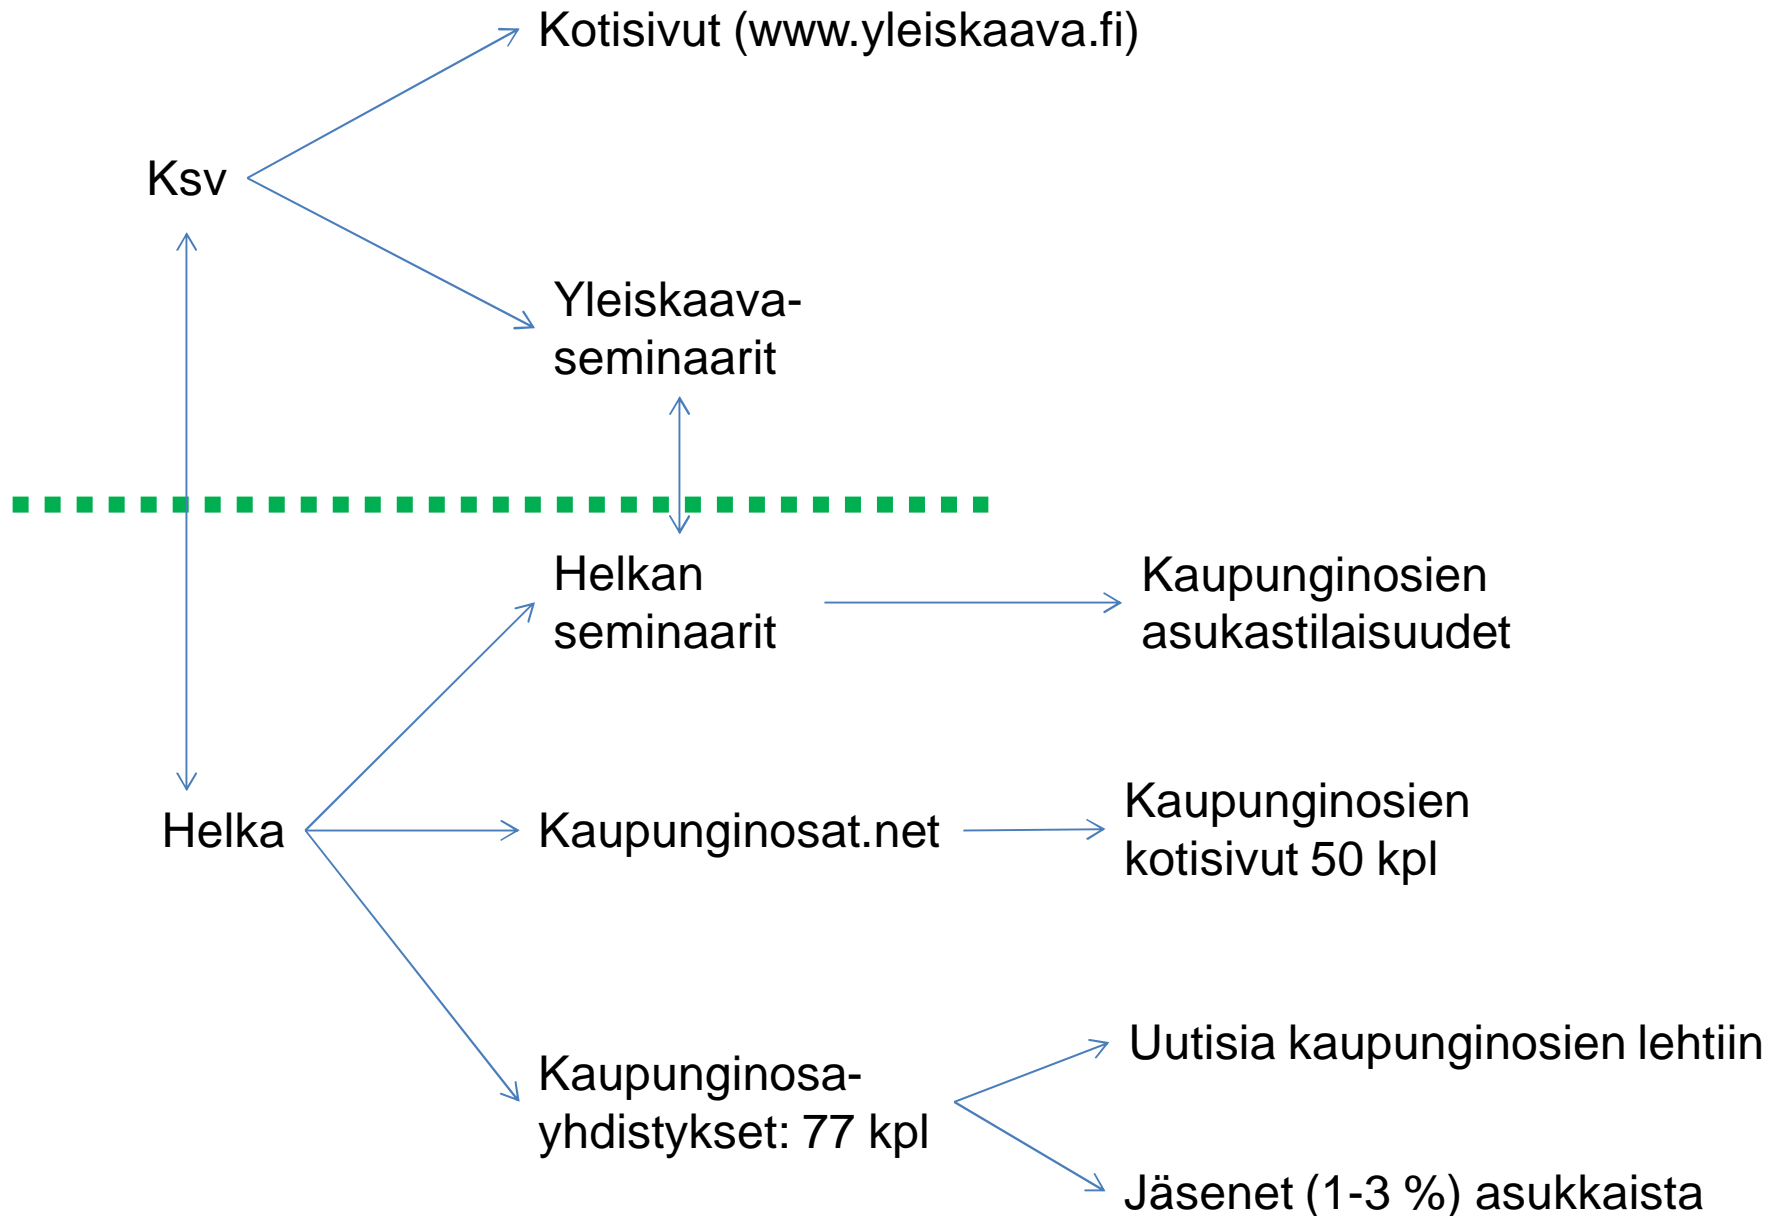 Kotisivut (www.yleiskaava.fi)
Ksv
Yleiskaava-
seminaarit
Helkan
seminaarit
Kaupunginosien
asukastilaisuudet
Helka
Kaupunginosat.net
Kaupunginosien
kotisivut 50 kpl
Kaupunginosa-
yhdistykset: 77 kpl
Uutisia kaupunginosien lehtiin
Jäsenet (1-3 %) asukkaista